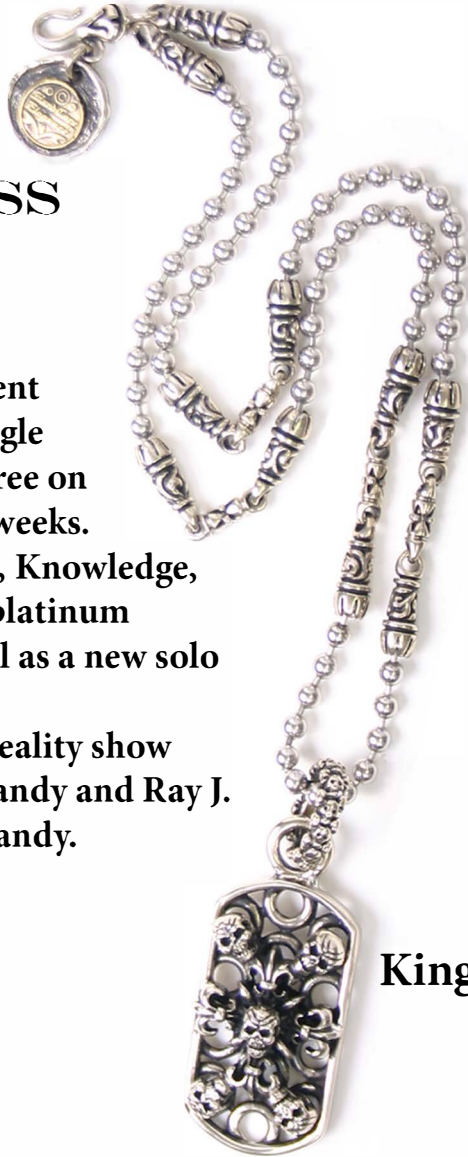 ss
ent
gle
ree on
weeks.
, Knowledge,
platinum
l as a new solo
eality show
andy and Ray J.
andy.
King